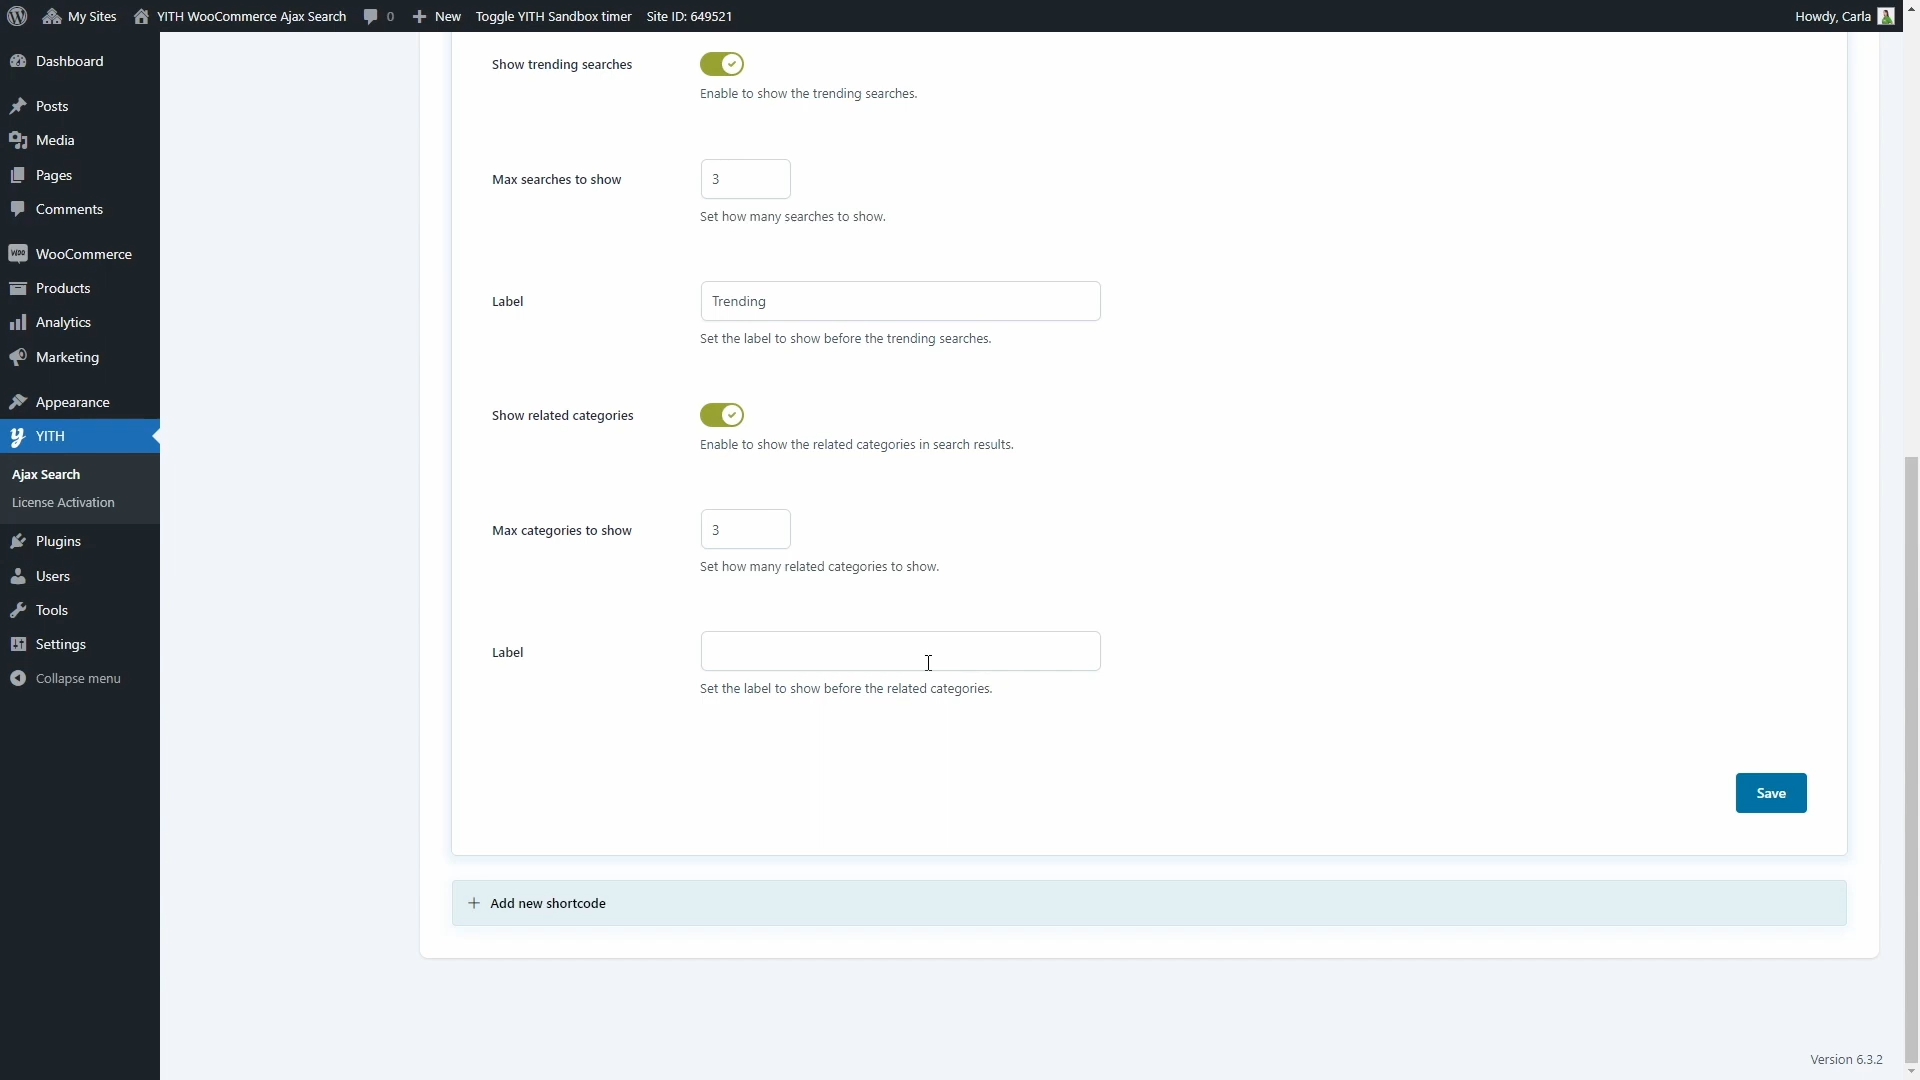 My Sites
YITH WooCommerce Ajax Search
0
New
Toggle YITH Sandbox timer
Site ID: 649521
Howdy, Carla
Dashboard
Posts
Media
Pages
Comments
WooCommerce
Products
Analytics
Marketing
Appearance
YITH
Ajax Search
License Activation
Plugins
Users
Tools
Settings
Collapse menu
Show trending searches
Enable to show the trending searches.
Max searches to show
3
Set how many searches to show.
Label
Trending
Set the label to show before the trending searches.
Show related categories
Enable to show the related categories in search results.
Max categories to show
3
Set how many related categories to show.
Label
Set the label to show before the related categories.
Save
+ Add new shortcode
Version 6.3.2